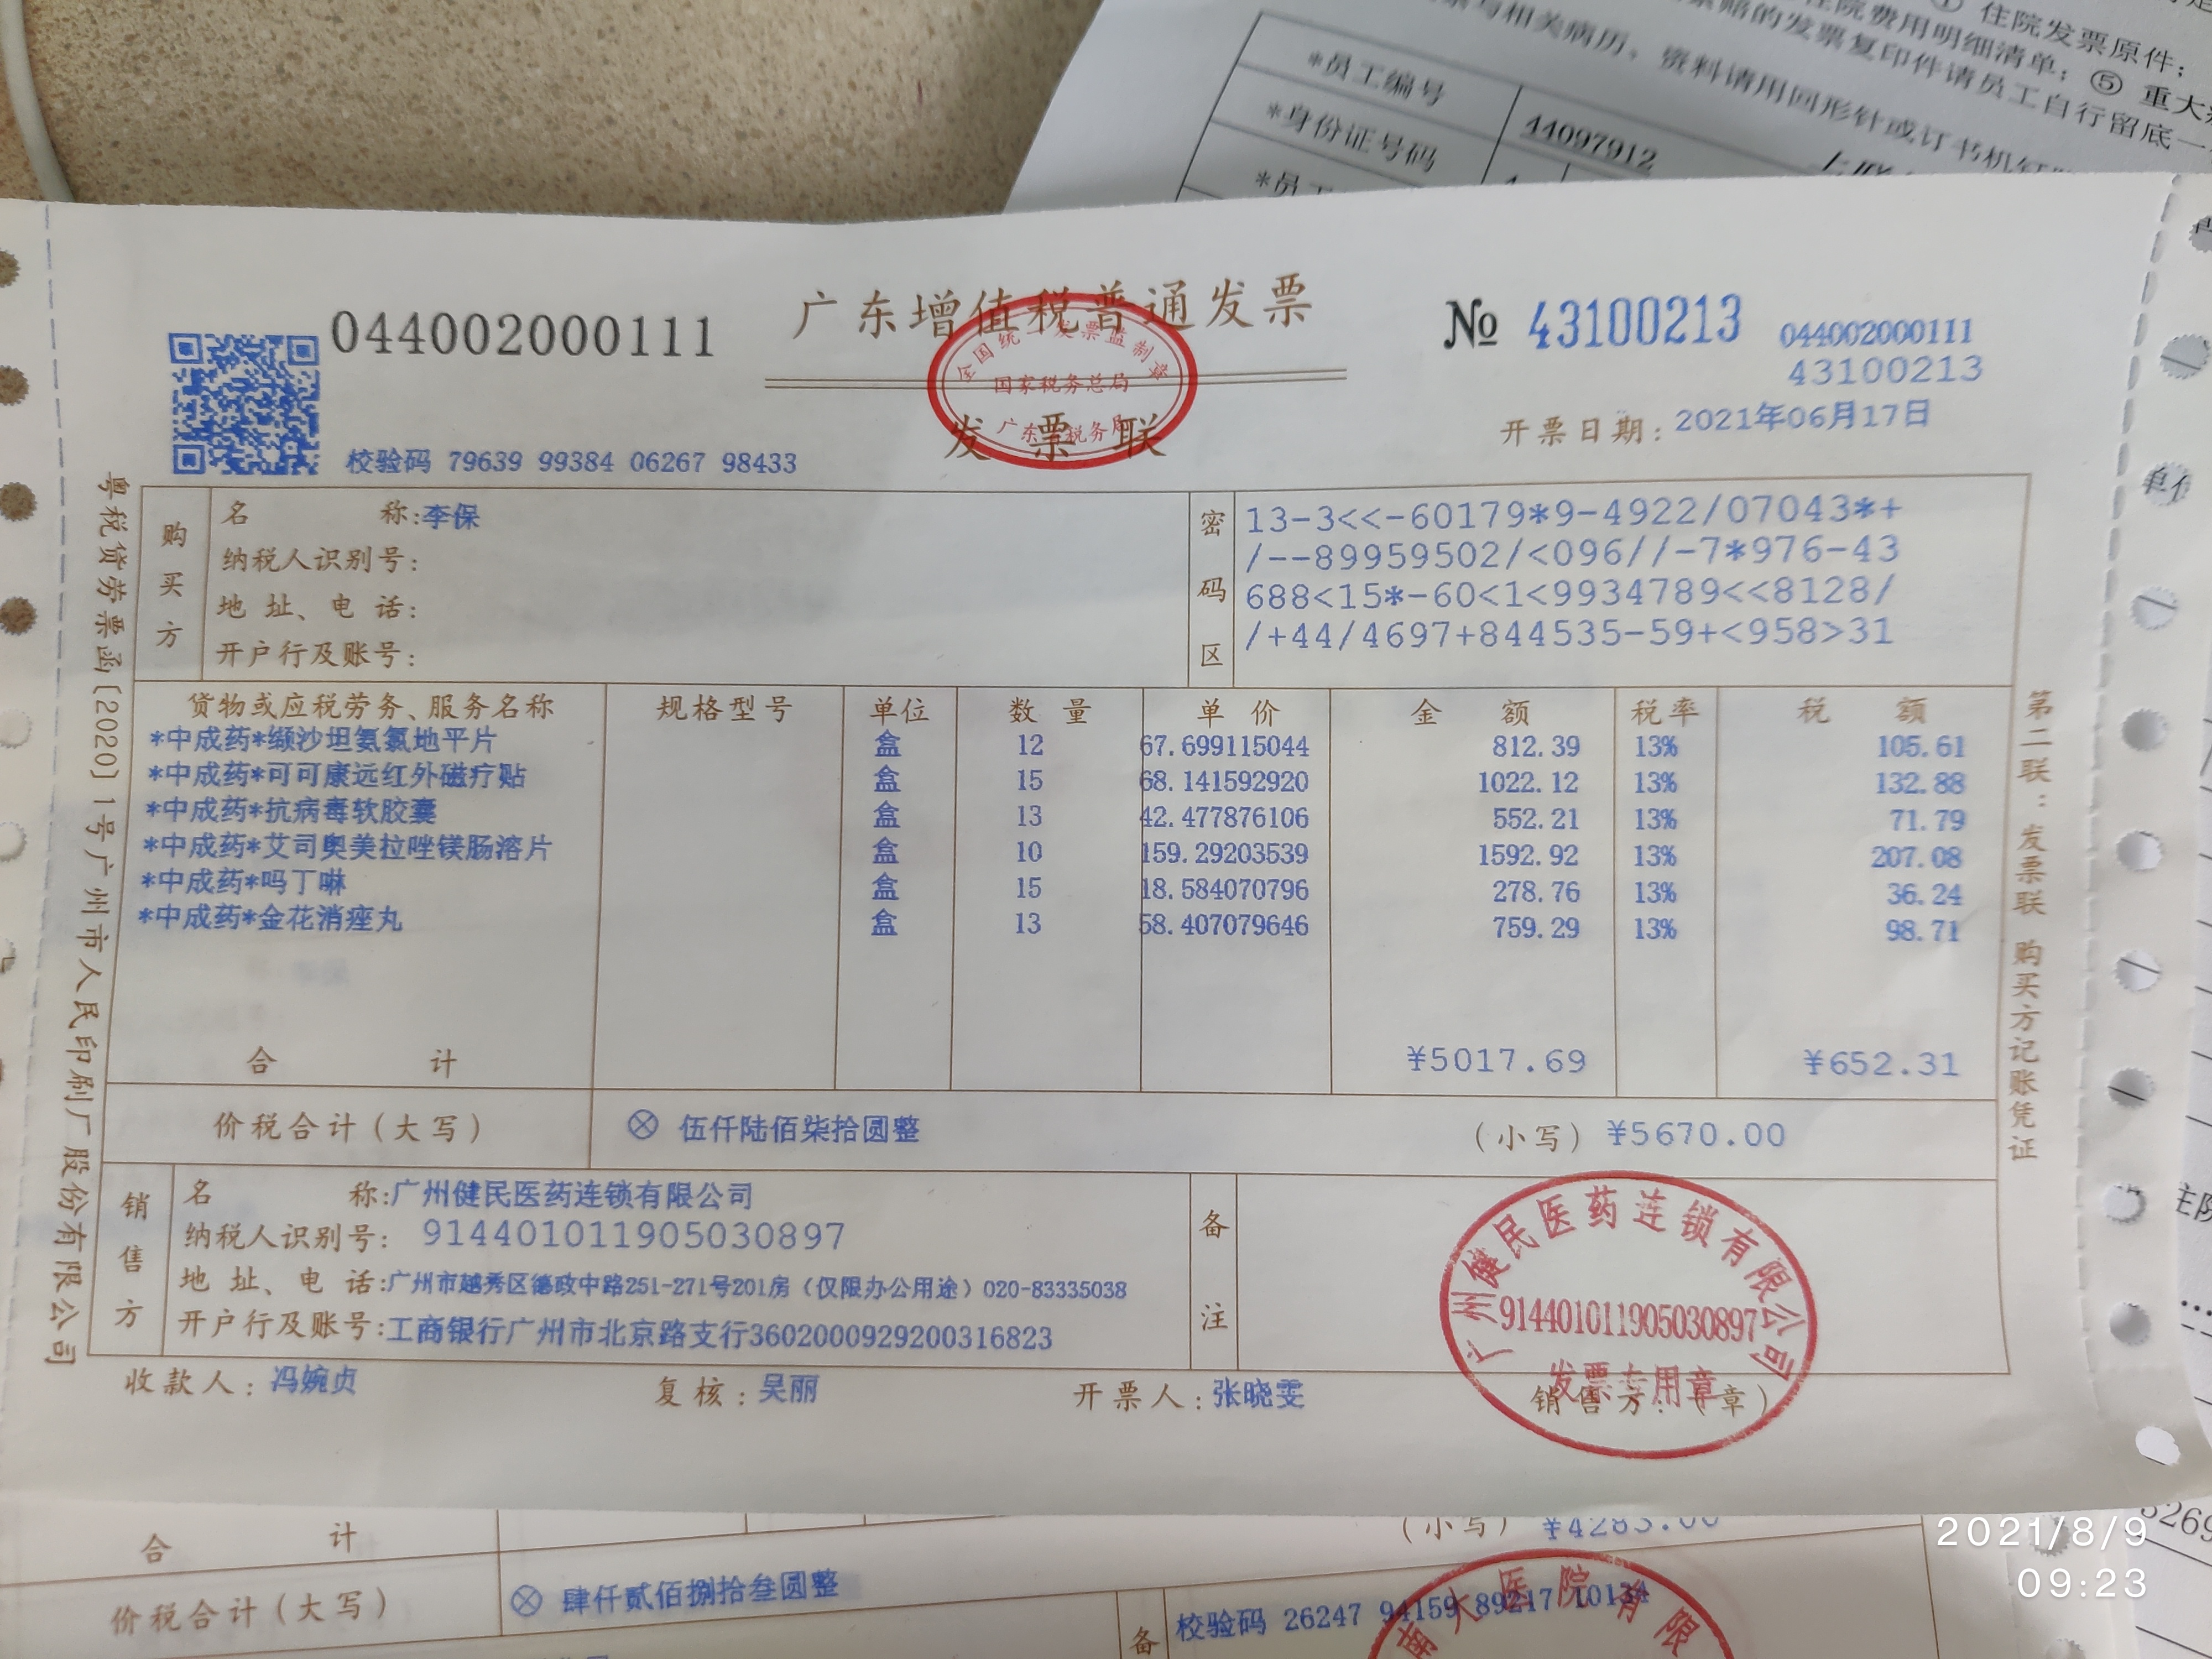 ① 住院发票原件;
住院费用明细清单; ⑤ 重大
票赔的发票复印件请员工自行留底一
票与相关病历。资料请用回形针或订书机钉
*员工编号 44097912
*身份证号码
*员工
044002000111
广东增值税普通发票
№ 43100213
044002000111
43100213
全国统一发票监制章
国家税务总局
广东省税务局
发票联
开票日期: 2021年06月17日
校验码 79639 99384 06267 98433
粤税货劳票函[2020]1号广州市人民印刷厂股份有限公司
购买方
名 称:李保
纳税人识别号:
地 址、电 话:
开户行及账号:
密码区
13-3<<-60179*9-4922/07043*+
/--89959502/<096//-7*976-43
688<15*-60<1<9934789<<8128/
/+44/4697+844535-59+<958>31
货物或应税劳务、服务名称 规格型号 单位 数 量 单 价 金 额 税率 税 额
*中成药*缬沙坦氨氯地平片 盒 12 67.699115044 812.39 13% 105.61
*中成药*可可康远红外磁疗贴 盒 15 68.141592920 1022.12 13% 132.88
*中成药*抗病毒软胶囊 盒 13 42.477876106 552.21 13% 71.79
*中成药*艾司奥美拉唑镁肠溶片 盒 10 159.29203539 1592.92 13% 207.08
*中成药*吗丁啉 盒 15 18.584070796 278.76 13% 36.24
*中成药*金花消痤丸 盒 13 58.407079646 759.29 13% 98.71
合 计 ¥5017.69 ¥652.31
价税合计(大写) ⊗ 伍仟陆佰柒拾圆整 (小写) ¥5670.00
第二联:发票联 购买方记账凭证
销售方
名 称:广州健民医药连锁有限公司
纳税人识别号: 914401011905030897
地 址、电 话:广州市越秀区德政中路251-271号201房(仅限办公用途)020-83335038
开户行及账号:工商银行广州市北京路支行3602000929200316823
备注
广州健民医药连锁有限公司
914401011905030897
发票专用章
收款人: 冯婉贞 复核: 吴丽 开票人: 张晓雯 销售方:(章)
合 计 (小写) ¥4283.00
价税合计(大写) ⊗ 肆仟贰佰捌拾叁圆整
备 校验码 26247 94159 89217 10134
南大医院有限
2021/8/9
09:23